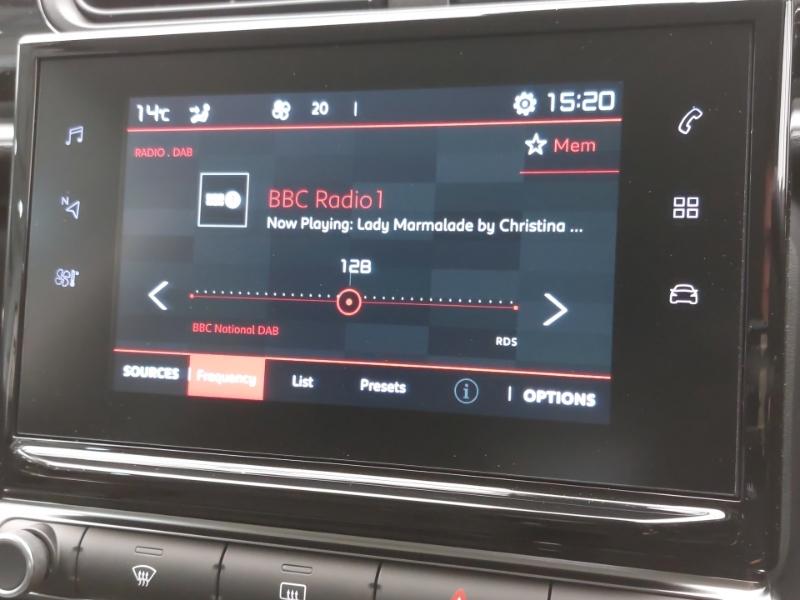 14°C 20 | 15:20
RADIO . DAB
Mem
BBC Radio 1
Now Playing: Lady Marmalade by Christina ...
12B
BBC National DAB
RDS
SOURCES | Frequency List Presets i | OPTIONS
N